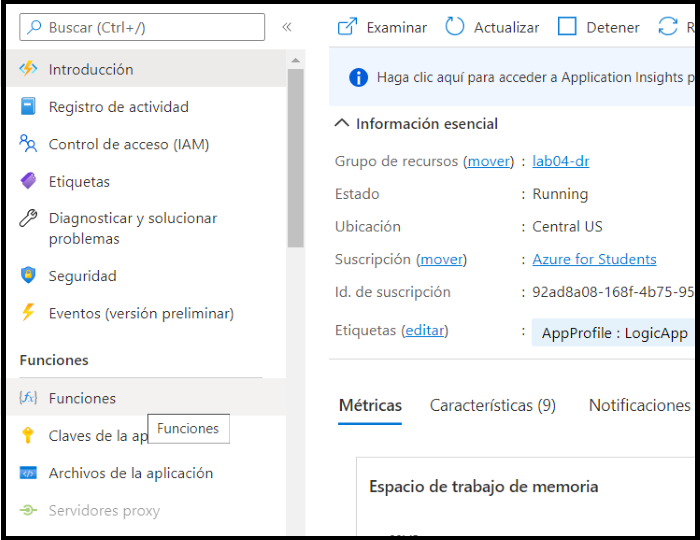 Buscar (Ctrl+/)
«
Introducción
Registro de actividad
Control de acceso (IAM)
Etiquetas
Diagnosticar y solucionar
problemas
Seguridad
Eventos (versión preliminar)
Funciones
Funciones
Claves de la ap
Funciones
Archivos de la aplicación
Servidores proxy
Examinar
Actualizar
Detener
R
Haga clic aquí para acceder a Application Insights p
Información esencial
Grupo de recursos (mover) : lab04-dr
Estado : Running
Ubicación : Central US
Suscripción (mover) : Azure for Students
Id. de suscripción : 92ad8a08-168f-4b75-95
Etiquetas (editar) : AppProfile : LogicApp
Métricas
Características (9)
Notificaciones
Espacio de trabajo de memoria